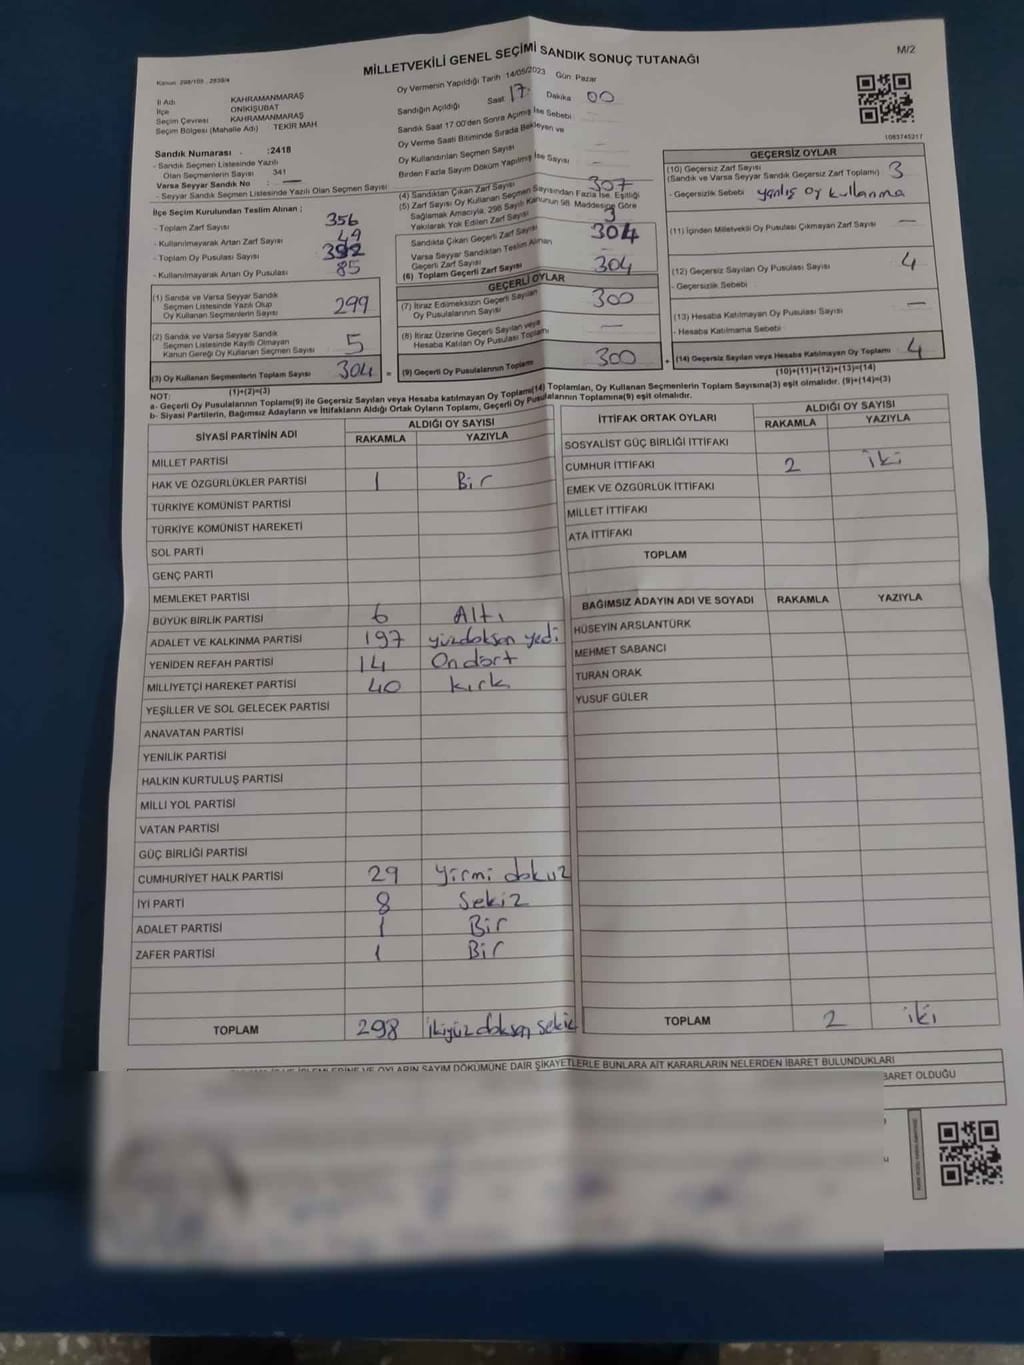 MİLLETVEKİLİ GENEL SEÇİMİ SANDIK SONUÇ TUTANAĞI
M/2
Kanun: 298/105 , 2839/4
İl Adı KAHRAMANMARAŞ
İlçe ONİKİŞUBAT
Seçim Çevresi KAHRAMANMARAŞ
Seçim Bölgesi (Mahalle Adı) TEKİR MAH
Sandık Numarası :2418
- Sandık Seçmen Listesinde Yazılı
Olan Seçmenlerin Sayısı 341
Varsa Seyyar Sandık No : —
- Seyyar Sandık Seçmen Listesinde Yazılı Olan Seçmen Sayısı
Oy Vermenin Yapıldığı Tarih 14/05/2023 Gün Pazar
Sandığın Açıldığı Saat 17 Dakika 00
Sandık Saat 17:00'den Sonra Açılmış İse Sebebi
Oy Verme Saati Bitiminde Sırada Bekleyen ve
Oy Kullandırılan Seçmen Sayısı —
Birden Fazla Sayım Döküm Yapılmış İse Sayısı —
1083745217
İlçe Seçim Kurulundan Teslim Alınan ;
- Toplam Zarf Sayısı 356
- Kullanılmayarak Artan Zarf Sayısı 49
- Toplam Oy Pusulası Sayısı 392
- Kullanılmayarak Artan Oy Pusulası 85
(1) Sandık ve Varsa Seyyar Sandık
Seçmen Listesinde Yazılı Olup
Oy Kullanan Seçmenlerin Sayısı 299
(2) Sandık ve Varsa Seyyar Sandık
Seçmen Listesinde Kayıtlı Olmayan
Kanun Gereği Oy Kullanan Seçmen Sayısı 5
(3) Oy Kullanan Seçmenlerin Toplam Sayısı 304 =
(1)+(2)=(3)
(4) Sandıktan Çıkan Zarf Sayısı 307
(5) Zarf Sayısı Oy Kullanan Seçmen Sayısından Fazla İse, Eşitliği
Sağlamak Amacıyla, 298 Sayılı Kanunun 98. Maddesine Göre
Yakılarak Yok Edilen Zarf Sayısı 3
Sandıkta Çıkan Geçerli Zarf Sayısı 304
Varsa Seyyar Sandıktan Teslim Alınan
Geçerli Zarf Sayısı
(6) Toplam Geçerli Zarf Sayısı 304
GEÇERLİ OYLAR
(7) İtiraz Edilmeksizin Geçerli Sayılan
Oy Pusulalarının Sayısı 300
(8) İtiraz Üzerine Geçerli Sayılan veya
Hesaba Katılan Oy Pusulası Toplamı —
(9) Geçerli Oy Pusulalarının Toplamı 300 +
GEÇERSİZ OYLAR
(10) Geçersiz Zarf Sayısı
(Sandık ve Varsa Seyyar Sandık Geçersiz Zarf Toplamı) 3
- Geçersizlik Sebebi yanlış oy kullanma
(11) İçinden Milletvekili Oy Pusulası Çıkmayan Zarf Sayısı —
(12) Geçersiz Sayılan Oy Pusulası Sayısı 4
- Geçersizlik Sebebi
(13) Hesaba Katılmayan Oy Pusulası Sayısı —
- Hesaba Katılmama Sebebi
(14) Geçersiz Sayılan veya Hesaba Katılmayan Oy Toplamı 4
(10)+(11)+(12)+(13)=(14)
NOT:
a- Geçerli Oy Pusulalarının Toplamı(9) ile Geçersiz Sayılan veya Hesaba katılmayan Oy Toplamı(14) Toplamları, Oy Kullanan Seçmenlerin Toplam Sayısına(3) eşit olmalıdır. (9)+(14)=(3)
b- Siyasi Partilerin, Bağımsız Adayların ve İttifakların Aldığı Ortak Oyların Toplamı, Geçerli Oy Pusulalarının Toplamına(9) eşit olmalıdır.
SİYASİ PARTİNİN ADI ALDIĞI OY SAYISI
RAKAMLA YAZIYLA
MİLLET PARTİSİ
HAK VE ÖZGÜRLÜKLER PARTİSİ 1 Bir
TÜRKİYE KOMÜNİST PARTİSİ
TÜRKİYE KOMÜNİST HAREKETİ
SOL PARTİ
GENÇ PARTİ
MEMLEKET PARTİSİ
BÜYÜK BİRLİK PARTİSİ 6 Altı
ADALET VE KALKINMA PARTİSİ 197 yüzdoksan yedi
YENİDEN REFAH PARTİSİ 14 Ondört
MİLLİYETÇİ HAREKET PARTİSİ 40 kırk
YEŞİLLER VE SOL GELECEK PARTİSİ
ANAVATAN PARTİSİ
YENİLİK PARTİSİ
HALKIN KURTULUŞ PARTİSİ
MİLLİ YOL PARTİSİ
VATAN PARTİSİ
GÜÇ BİRLİĞİ PARTİSİ
CUMHURİYET HALK PARTİSİ 29 Yirmi dokuz
İYİ PARTİ 8 Sekiz
ADALET PARTİSİ 1 Bir
ZAFER PARTİSİ 1 Bir
TOPLAM 298 ikiyüz doksan sekiz
İTTİFAK ORTAK OYLARI ALDIĞI OY SAYISI
RAKAMLA YAZIYLA
SOSYALİST GÜÇ BİRLİĞİ İTTİFAKI
CUMHUR İTTİFAKI 2 iki
EMEK VE ÖZGÜRLÜK İTTİFAKI
MİLLET İTTİFAKI
ATA İTTİFAKI
TOPLAM
BAĞIMSIZ ADAYIN ADI VE SOYADI RAKAMLA YAZIYLA
HÜSEYİN ARSLANTÜRK
MEHMET SABANCI
TURAN ORAK
YUSUF GÜLER
TOPLAM 2 iki
VE OYLARIN SAYIM DÖKÜMÜNE DAİR ŞİKAYETLERLE BUNLARA AİT KARARLARIN NELERDEN İBARET BULUNDUKLARI
BARET OLDUĞU